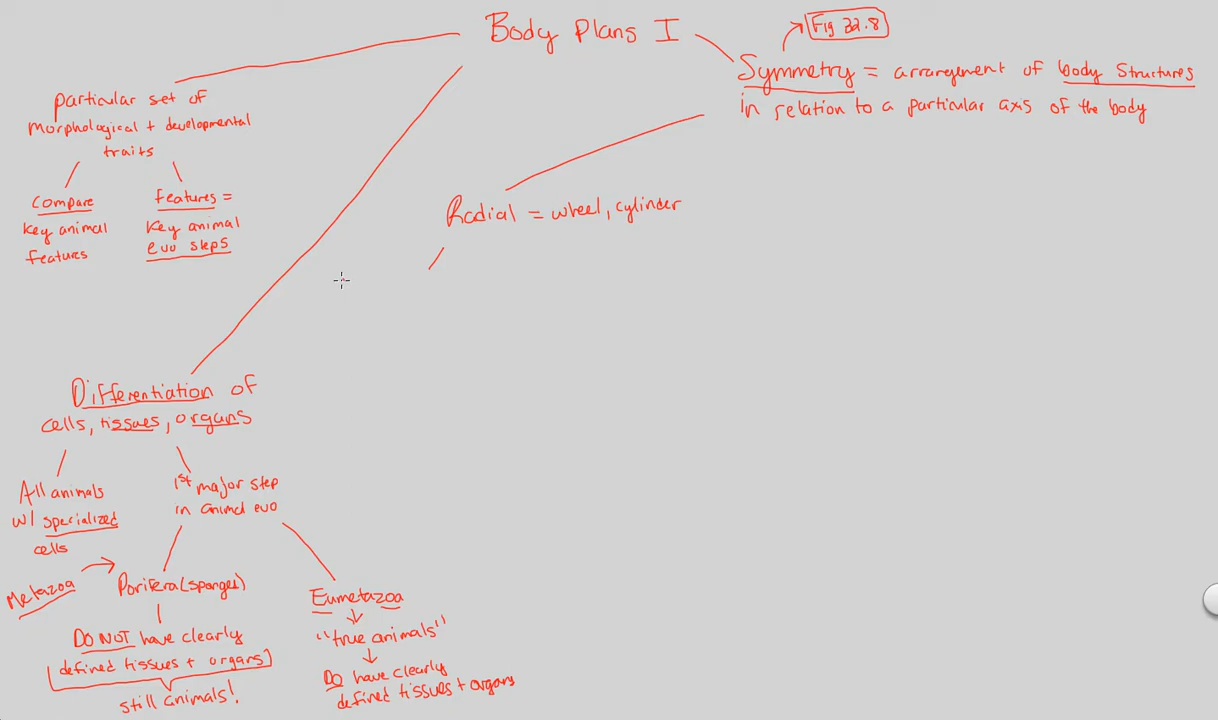 Body Plans I
Fig 32.8
Symmetry = arrangement of body structures
in relation to a particular axis of the body
particular set of
morphological + developmental
traits
Compare
key animal
features
features =
key animal
evo steps
Radial = wheel, cylinder
Differentiation of
cells, tissues, organs
All animals
w/ specialized
cells
1st major step
in animal evo
Metazoa
Porifera (sponges)
DO NOT have clearly
defined tissues + organs
still animals!
Eumetazoa
"true animals"
DO have clearly
defined tissues + organs